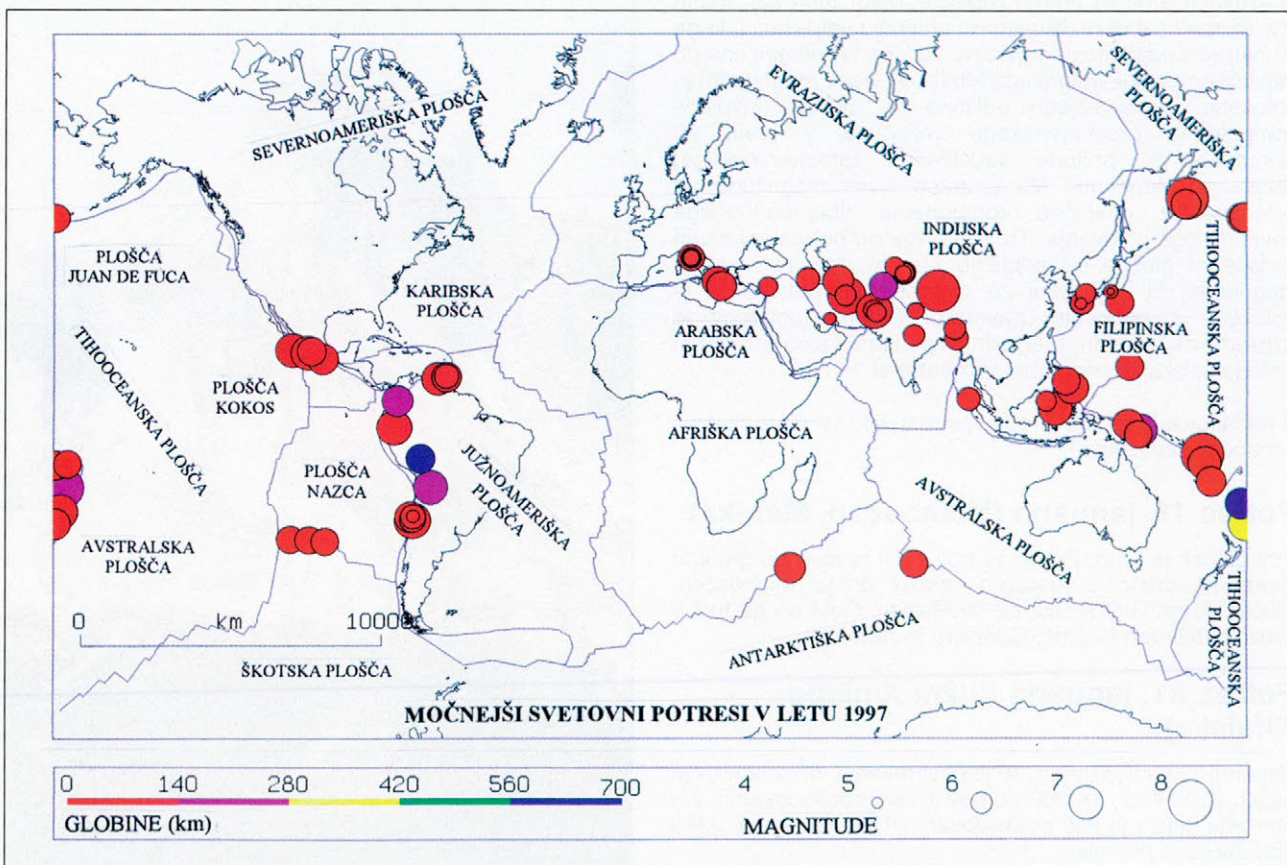 SEVERNOAMERIŠKA PLOŠČA
EVRAZIJSKA PLOŠČA
SEVERNOAMERIŠKA
PLOŠČA
PLOŠČA
JUAN DE FUCA
KARIBSKA
PLOŠČA
INDIJSKA
PLOŠČA
ARABSKA
PLOŠČA
FILIPINSKA
PLOŠČA
TIHOOCEANSKA PLOŠČA
TIHOOCEANSKA PLOŠČA
PLOŠČA
KOKOS
PLOŠČA
NAZCA
JUŽNOAMERIŠKA
PLOŠČA
AFRIŠKA PLOŠČA
AVSTRALSKA PLOŠČA
AVSTRALSKA
PLOŠČA
0 km 10000
ŠKOTSKA PLOŠČA
ANTARKTIŠKA PLOŠČA
TIHOOCEANSKA
PLOŠČA
MOČNEJŠI SVETOVNI POTRESI V LETU 1997
0 140 280 420 560 700
GLOBINE (km)
4 5 6 7 8
MAGNITUDE